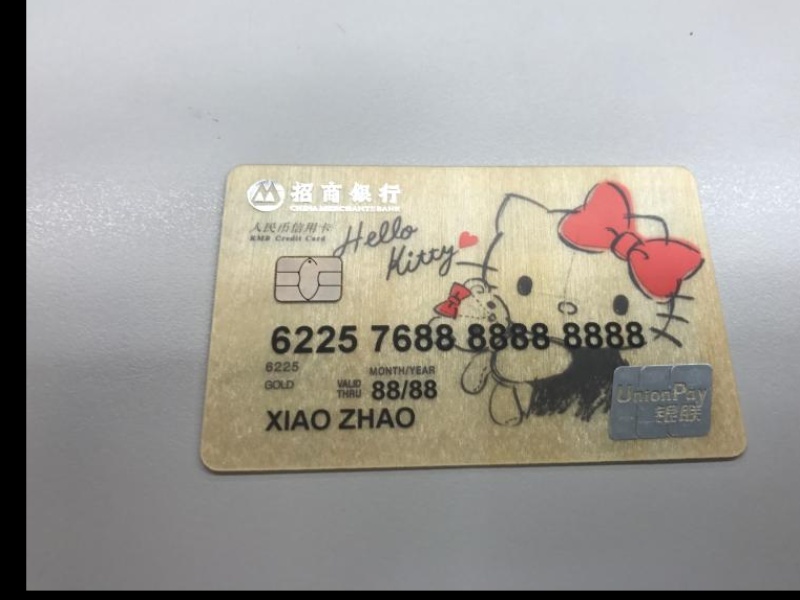 招商银行
CHINA MERCHANTS BANK
人民币信用卡
RMB Credit Card
Hello
Kitty
6225 7688 8888 8888
6225
MONTH/YEAR
GOLD
VALID
THRU
88/88
XIAO ZHAO
UnionPay
银联